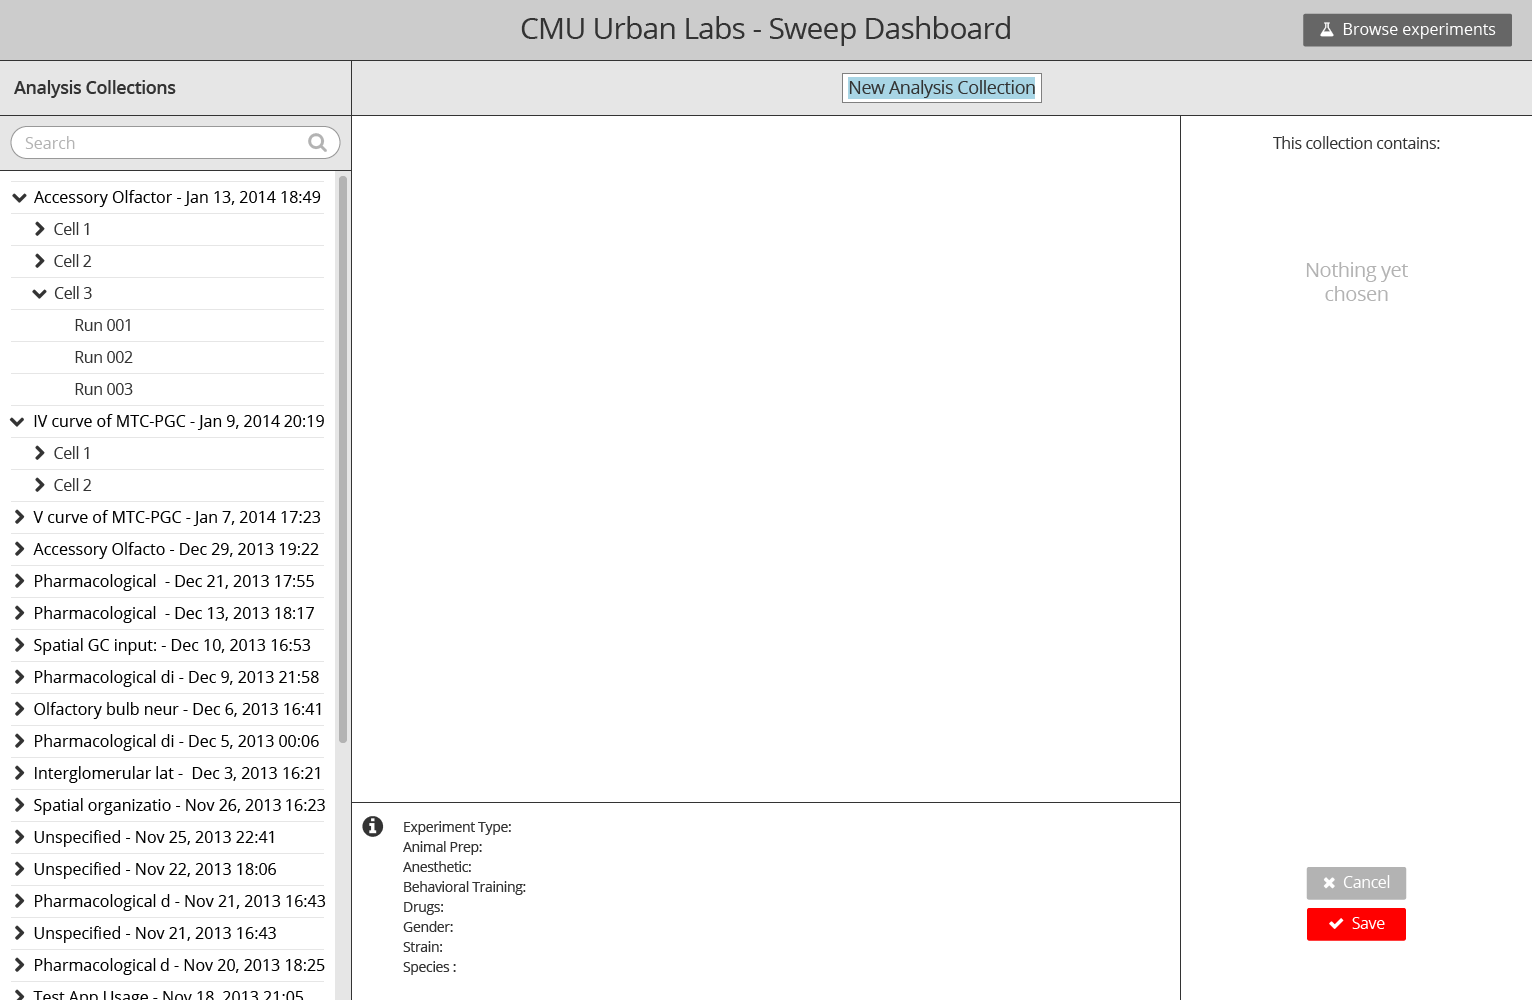 CMU Urban Labs - Sweep Dashboard
Browse experiments
Analysis Collections
New Analysis Collection
Search
Accessory Olfactor - Jan 13, 2014 18:49
Cell 1
Cell 2
Cell 3
Run 001
Run 002
Run 003
IV curve of MTC-PGC - Jan 9, 2014 20:19
Cell 1
Cell 2
V curve of MTC-PGC - Jan 7, 2014 17:23
Accessory Olfacto - Dec 29, 2013 19:22
Pharmacological - Dec 21, 2013 17:55
Pharmacological - Dec 13, 2013 18:17
Spatial GC input: - Dec 10, 2013 16:53
Pharmacological di - Dec 9, 2013 21:58
Olfactory bulb neur - Dec 6, 2013 16:41
Pharmacological di - Dec 5, 2013 00:06
Interglomerular lat - Dec 3, 2013 16:21
Spatial organizatio - Nov 26, 2013 16:23
Unspecified - Nov 25, 2013 22:41
Unspecified - Nov 22, 2013 18:06
Pharmacological d - Nov 21, 2013 16:43
Unspecified - Nov 21, 2013 16:43
Pharmacological d - Nov 20, 2013 18:25
Test App Usage - Nov 18, 2013 21:05
Experiment Type:
Animal Prep:
Anesthetic:
Behavioral Training:
Drugs:
Gender:
Strain:
Species :
This collection contains:
Nothing yet
chosen
Cancel
Save